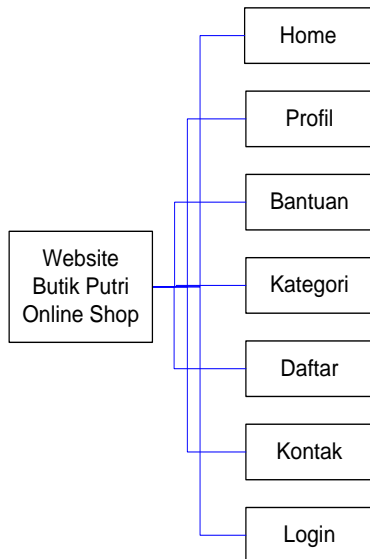 Home
Profil
Bantuan
Website
Butik Putri
Online Shop
Kategori
Daftar
Kontak
Login